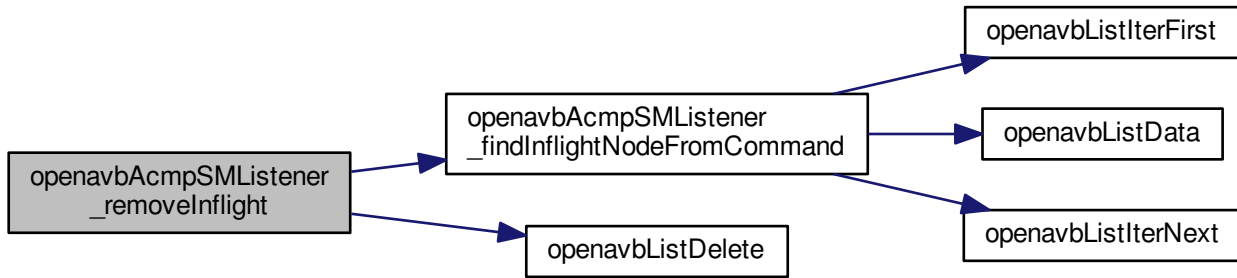 openavbAcmpSMListener
_removeInflight
openavbAcmpSMListener
_findInflightNodeFromCommand
openavbListDelete
openavbListIterFirst
openavbListData
openavbListIterNext